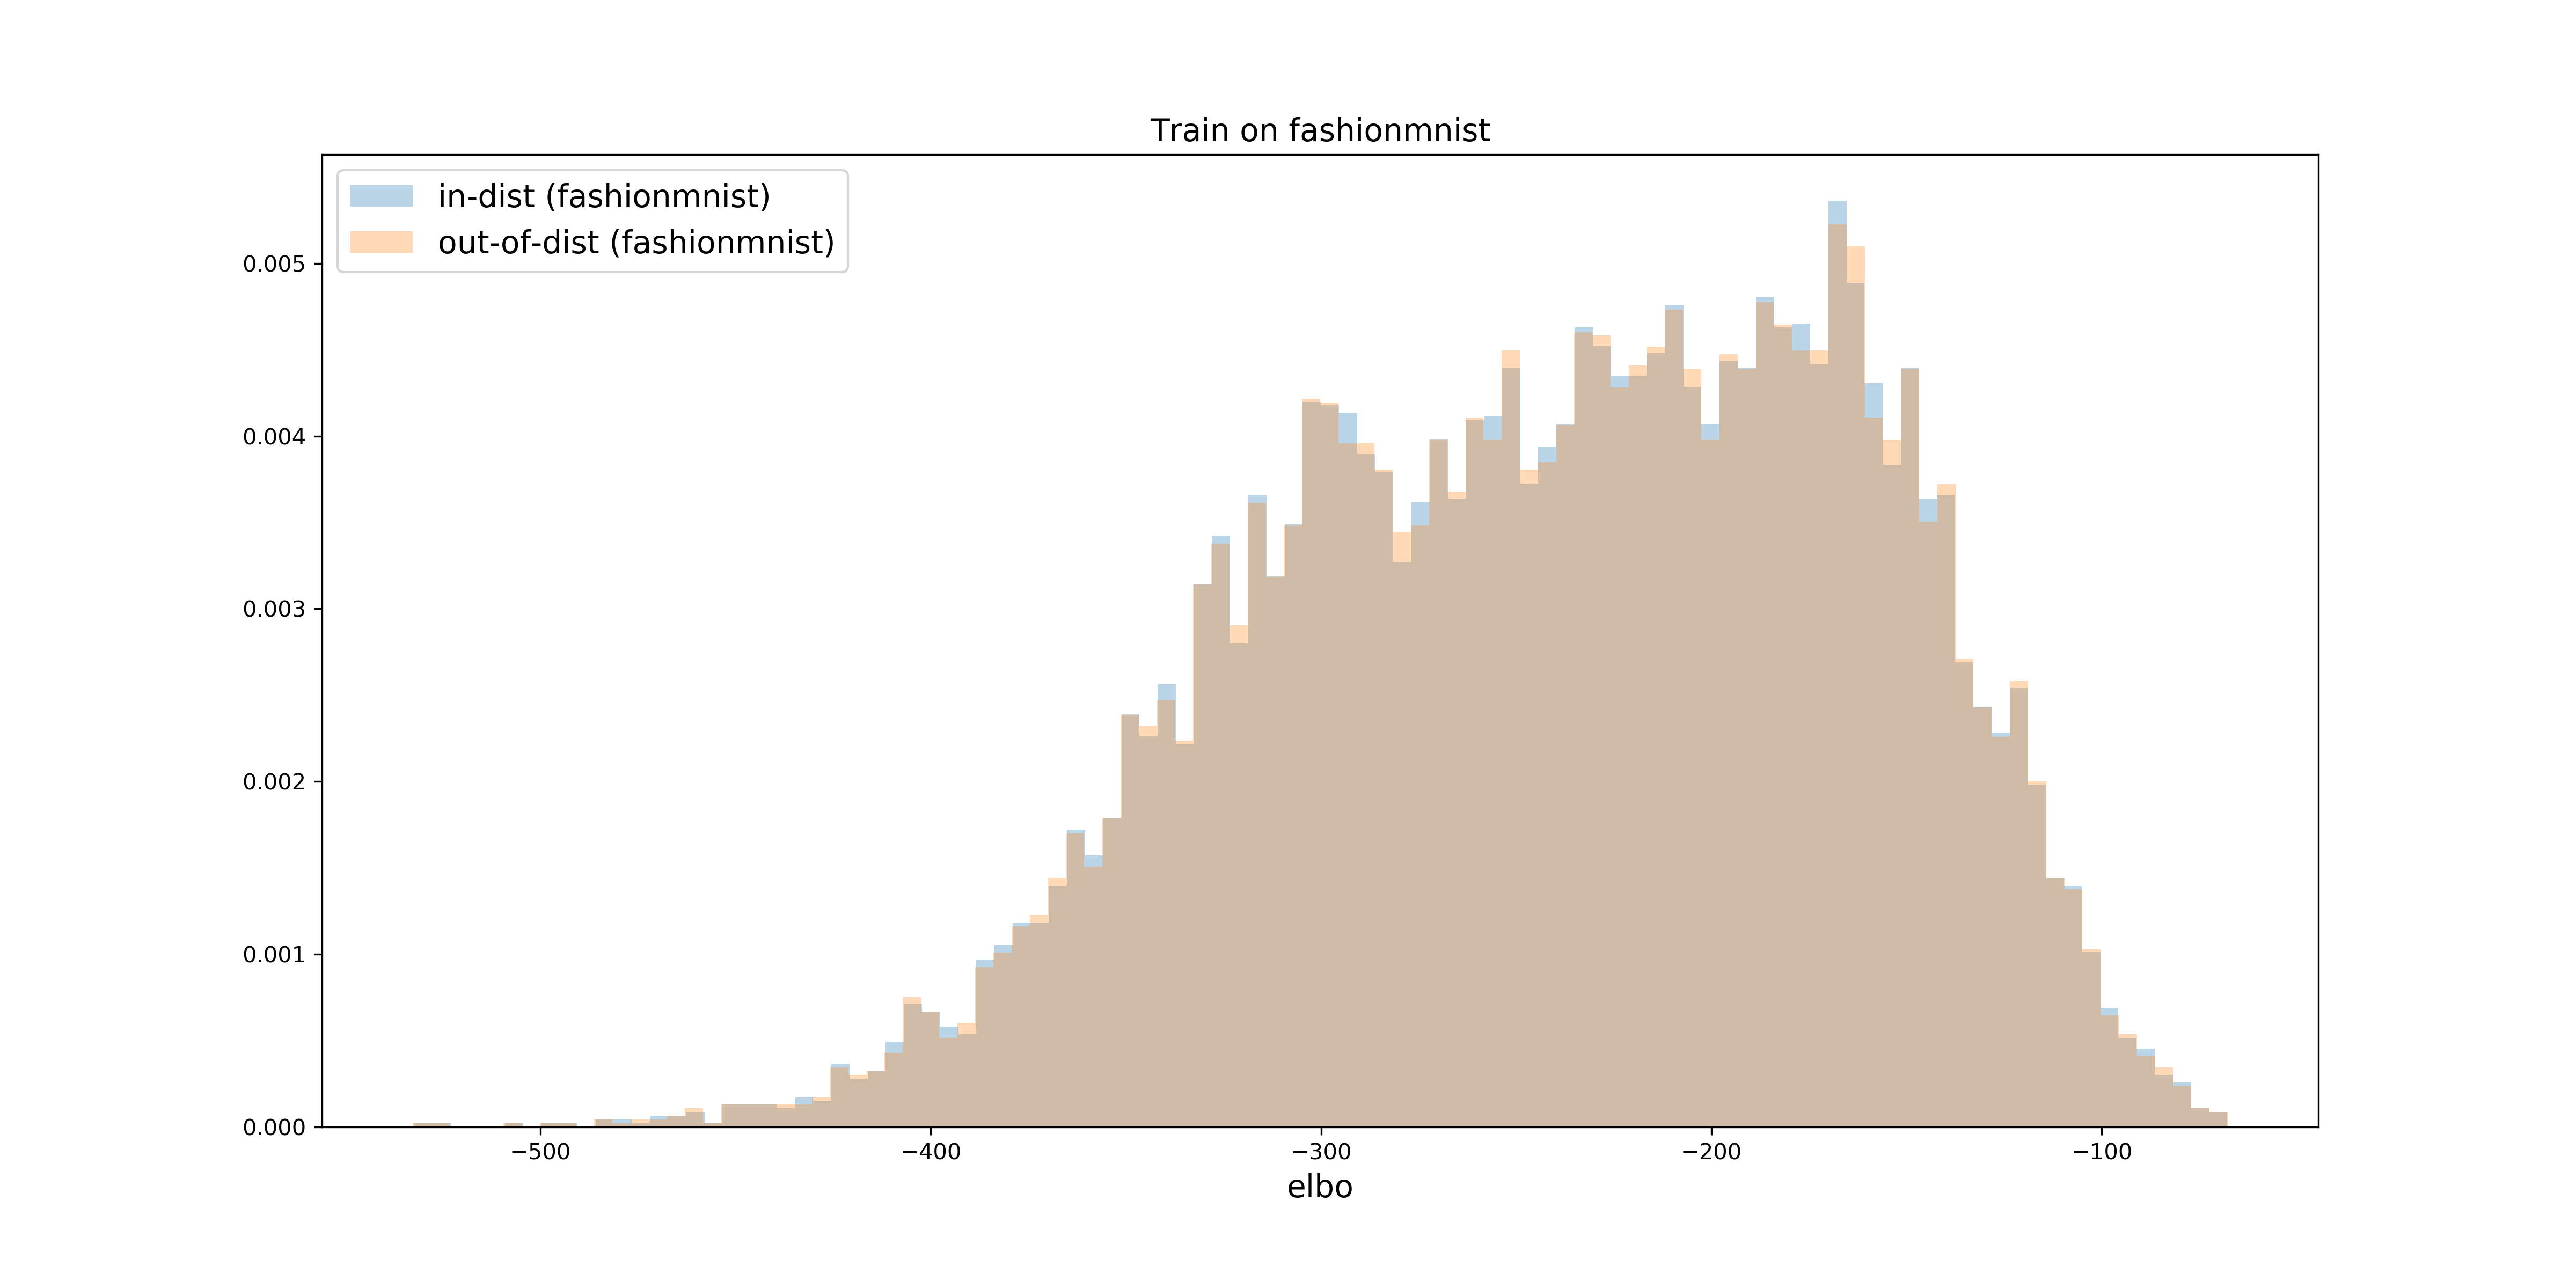 Train on fashionmnist
in-dist (fashionmnist)
out-of-dist (fashionmnist)
0.005
0.004
0.003
0.002
0.001
0.000
−500 −400 −300 −200 −100
elbo